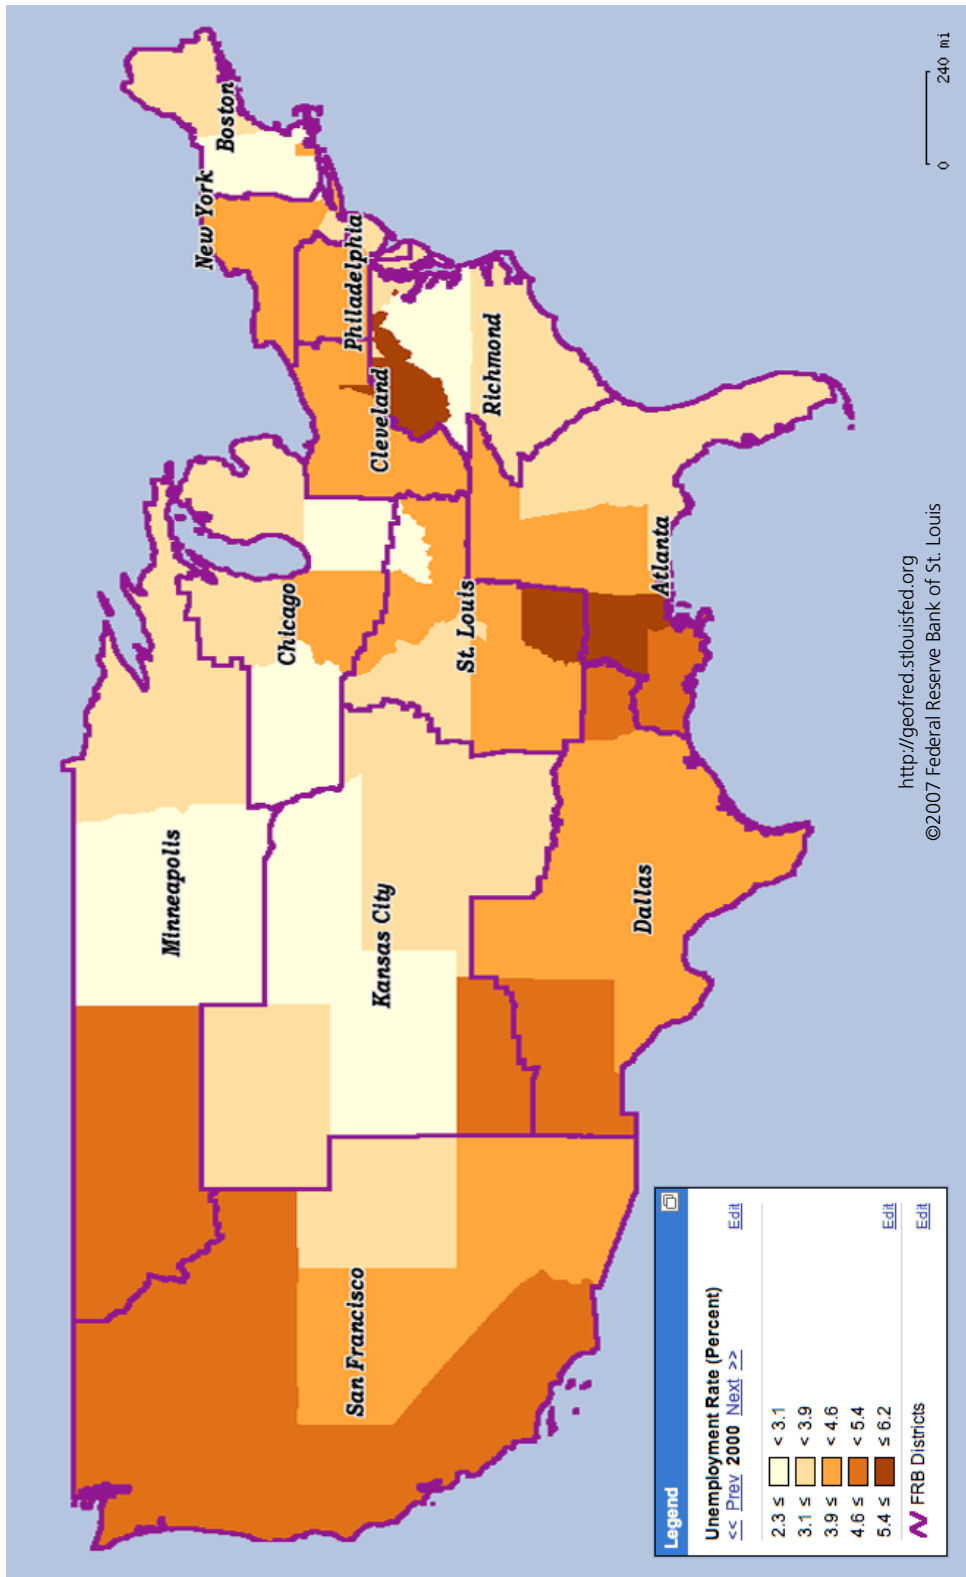 Boston
New York
Philadelphia
Cleveland
Richmond
Chicago
St. Louis
Atlanta
Minneapolis
Kansas City
Dallas
San Francisco
0 240 mi
Legend
Unemployment Rate (Percent)
<< Prev 2000 Next >> Edit
2.3 ≤ < 3.1
3.1 ≤ < 3.9
3.9 ≤ < 4.6
4.6 ≤ < 5.4
5.4 ≤ ≤ 6.2 Edit
FRB Districts Edit
http://geofred.stlouisfed.org
©2007 Federal Reserve Bank of St. Louis